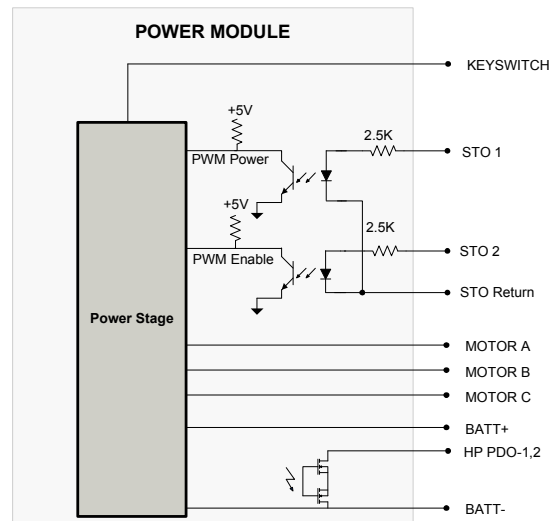 POWER MODULE
KEYSWITCH
+5V
2.5K
STO 1
PWM Power
+5V
2.5K
STO 2
PWM Enable
STO Return
Power Stage
MOTOR A
MOTOR B
MOTOR C
BATT+
HP PDO-1,2
BATT-